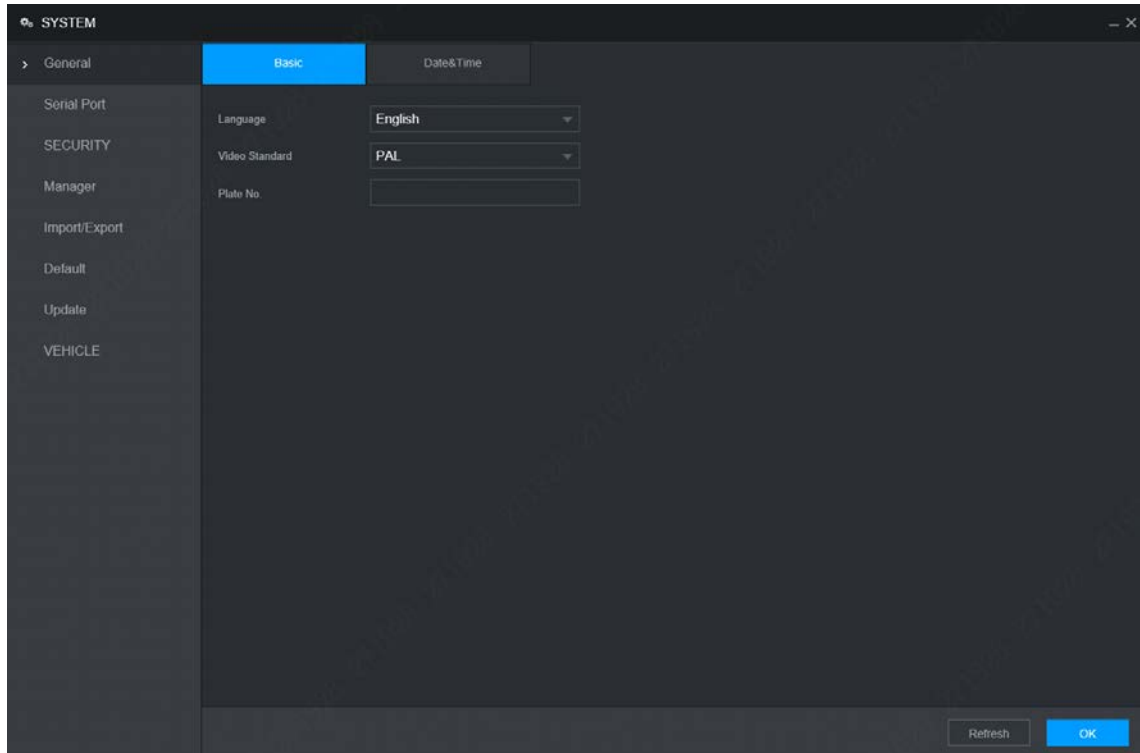 SYSTEM
General
Serial Port
SECURITY
Manager
Import/Export
Default
Update
VEHICLE
Basic
Date&Time
Language
English
Video Standard
PAL
Plate No.
Refresh
OK